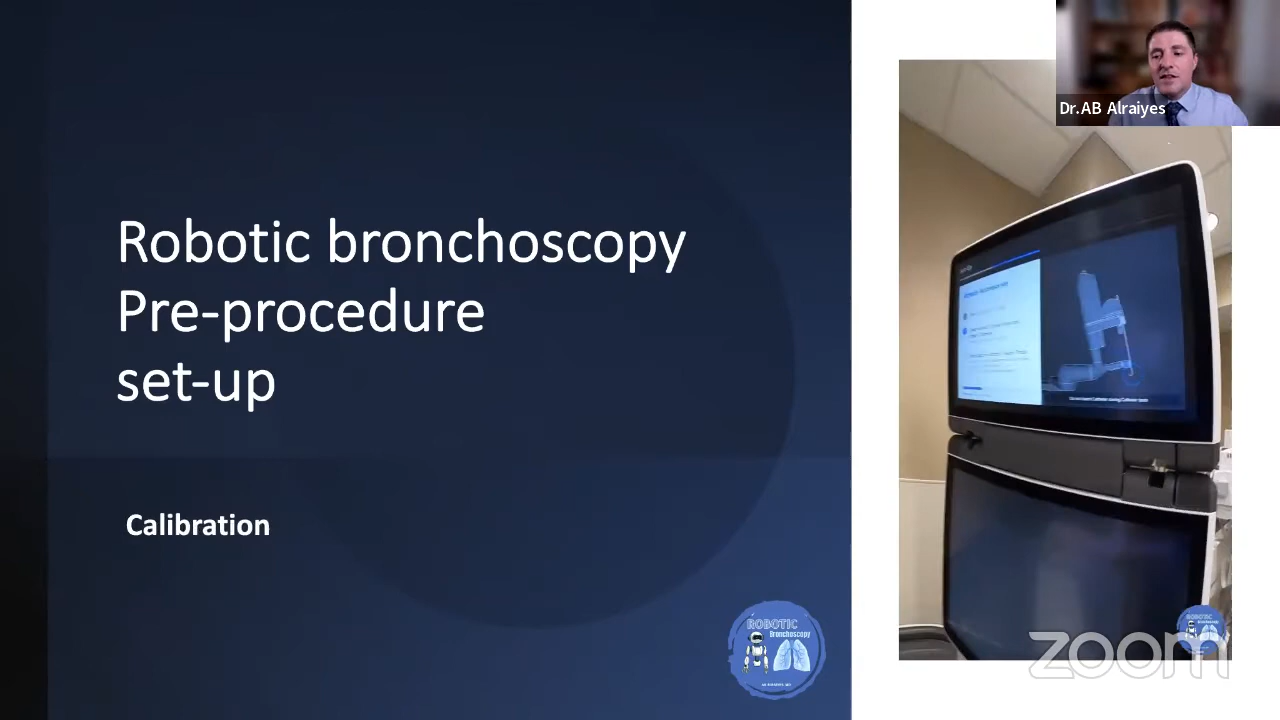 Robotic bronchoscopy
Pre-procedure
set-up
Calibration
ROBOTIC
Bronchoscopy
Dr.AB Alraiyes
zoom